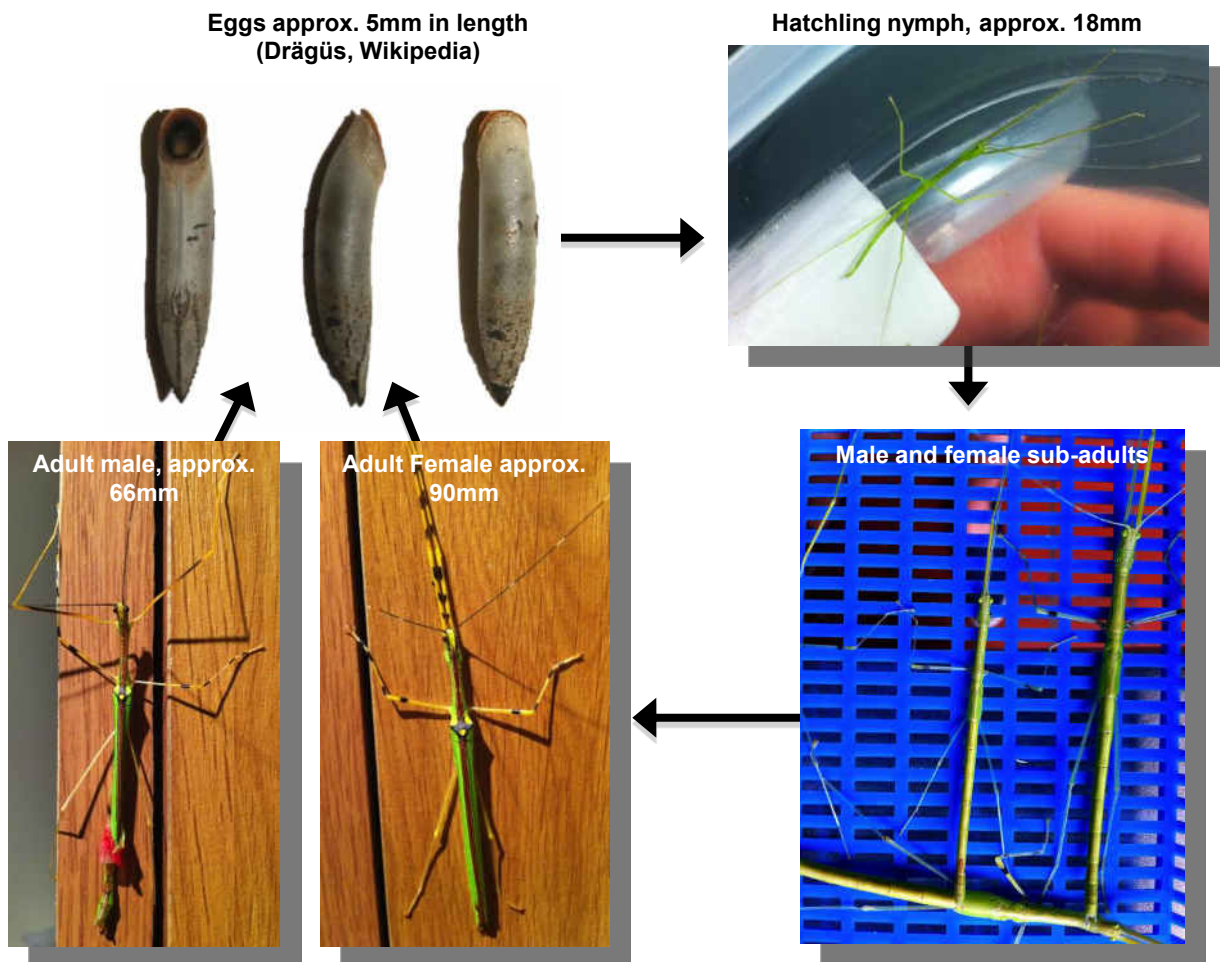 Eggs approx. 5mm in length
(Drägüs, Wikipedia)
Hatchling nymph, approx. 18mm
Adult male, approx.
66mm
Adult Female approx.
90mm
Male and female sub-adults